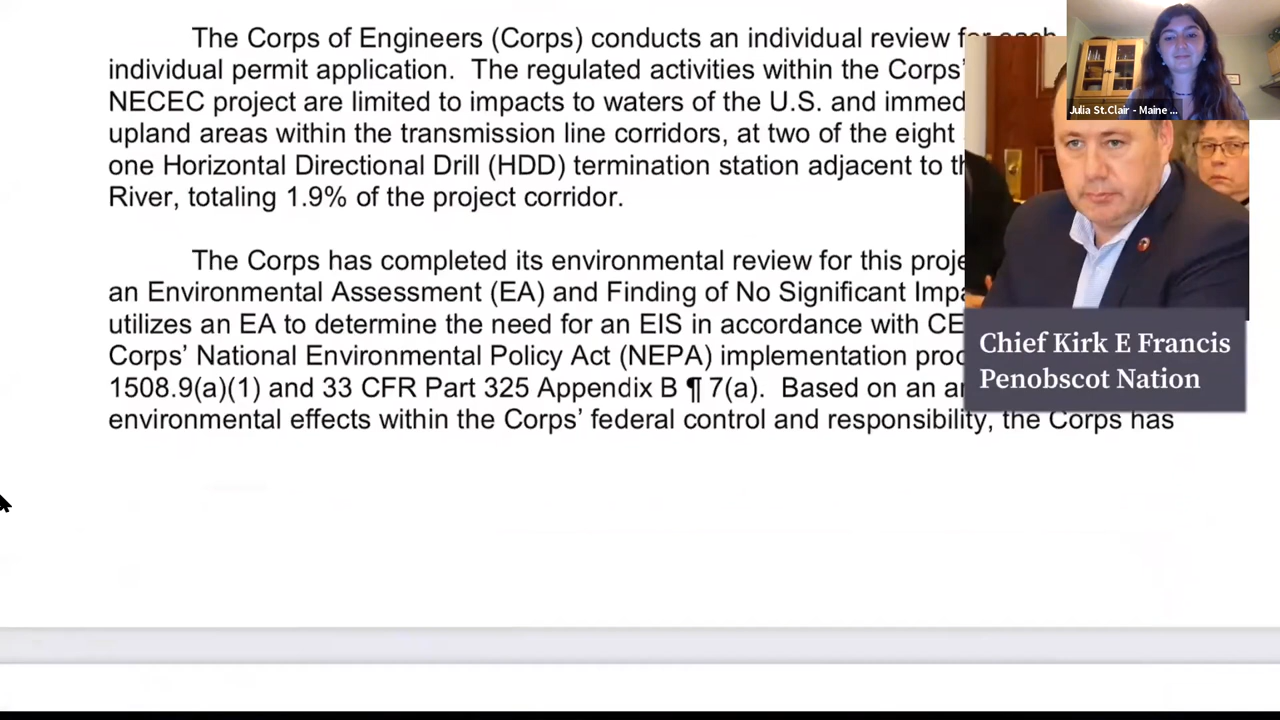 The Corps of Engineers (Corps) conducts an individual review for each
individual permit application.  The regulated activities within the Corps'
NECEC project are limited to impacts to waters of the U.S. and immed
upland areas within the transmission line corridors, at two of the eight
one Horizontal Directional Drill (HDD) termination station adjacent to th
River, totaling 1.9% of the project corridor.
The Corps has completed its environmental review for this proje
an Environmental Assessment (EA) and Finding of No Significant Impa
utilizes an EA to determine the need for an EIS in accordance with CE
Corps' National Environmental Policy Act (NEPA) implementation proc
1508.9(a)(1) and 33 CFR Part 325 Appendix B ¶ 7(a).  Based on an an
environmental effects within the Corps' federal control and responsibility, the Corps has
Julia St.Clair - Maine ...
Chief Kirk E Francis
Penobscot Nation